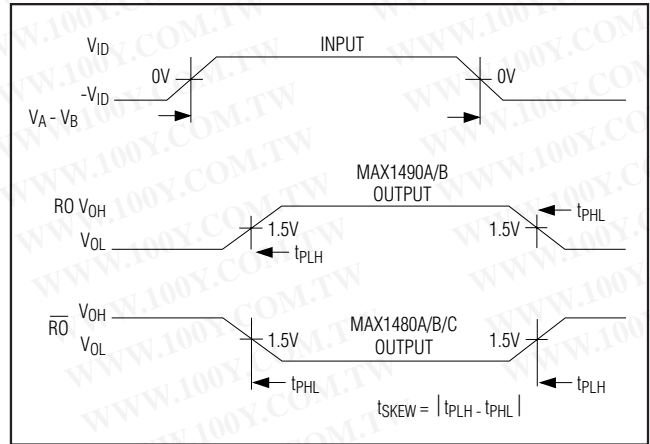 V_ID INPUT
0V 0V
-V_ID
V_A - V_B
MAX1490A/B
OUTPUT
RO V_OH t_PHL
1.5V 1.5V
V_OL t_PLH
RO V_OH
MAX1480A/B/C
OUTPUT
1.5V 1.5V
V_OL
t_PHL t_PLH
t_SKEW = | t_PLH - t_PHL |
WWW.100Y.COM.TW